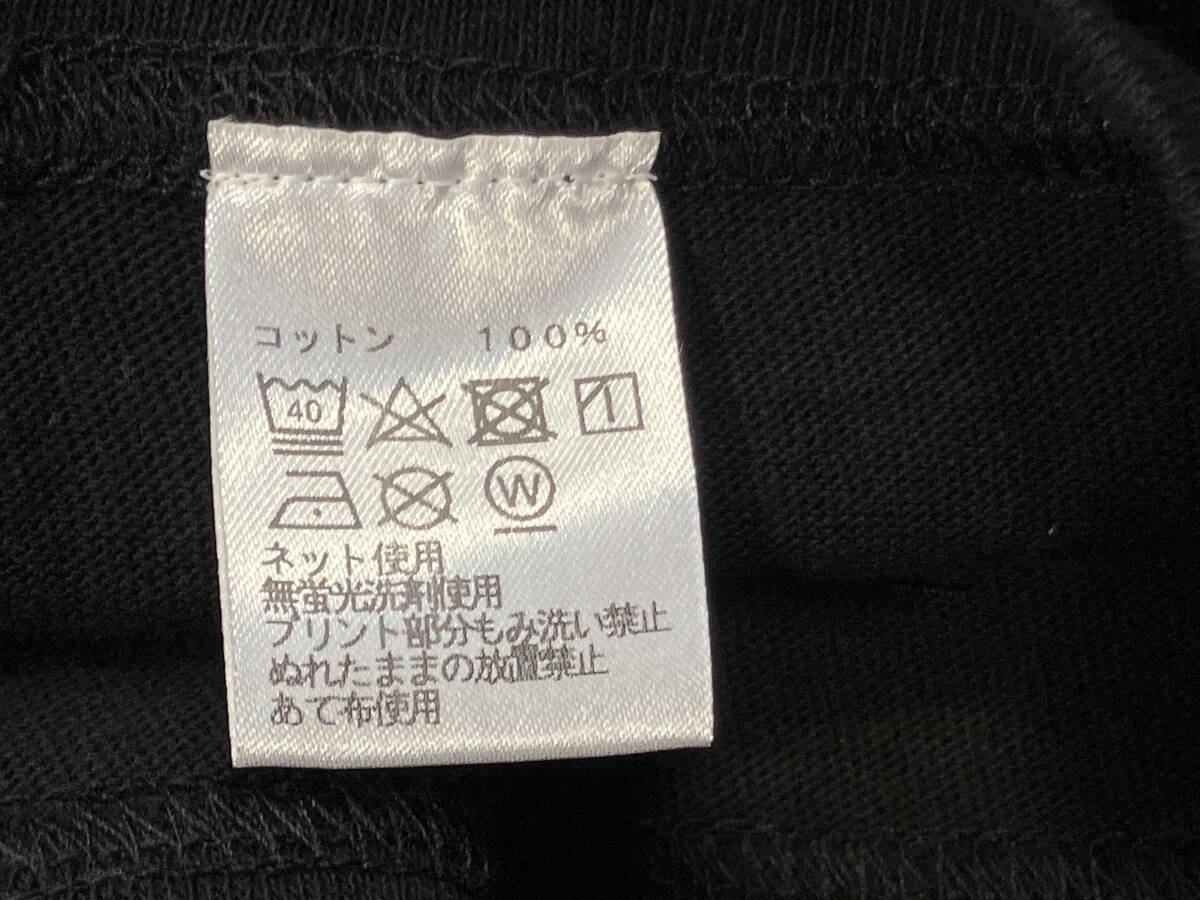 コットン 100%
40
W
ネット使用
無蛍光洗剤使用
プリント部分もみ洗い禁止
ぬれたままの放置禁止
あて布使用